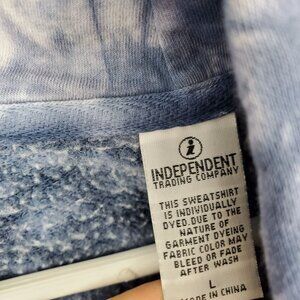 i
INDEPENDENT
TRADING COMPANY
THIS SWEATSHIRT
IS INDIVIDUALLY
DYED.DUE TO THE
NATURE OF
GARMENT DYEING
FABRIC COLOR MAY
BLEED OR FADE
AFTER WASH
L
MADE IN CHINA